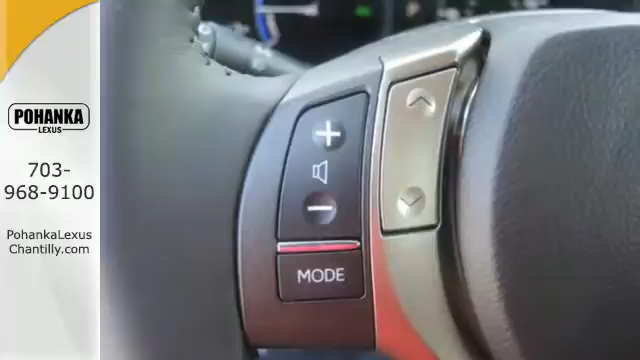 POHANKA
LEXUS
703-
968-9100
PohankaLexus
Chantilly.com
+
−
MODE